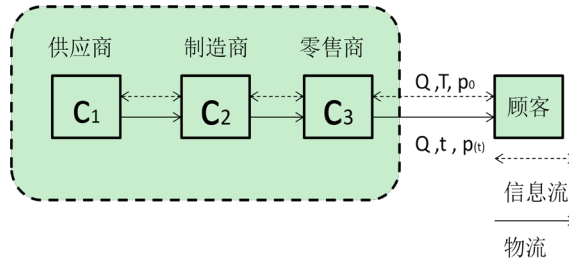 供应商 制造商 零售商
C1 C2 C3
Q ,T, p0
顾客
Q ,t , p(t)
信息流
物流